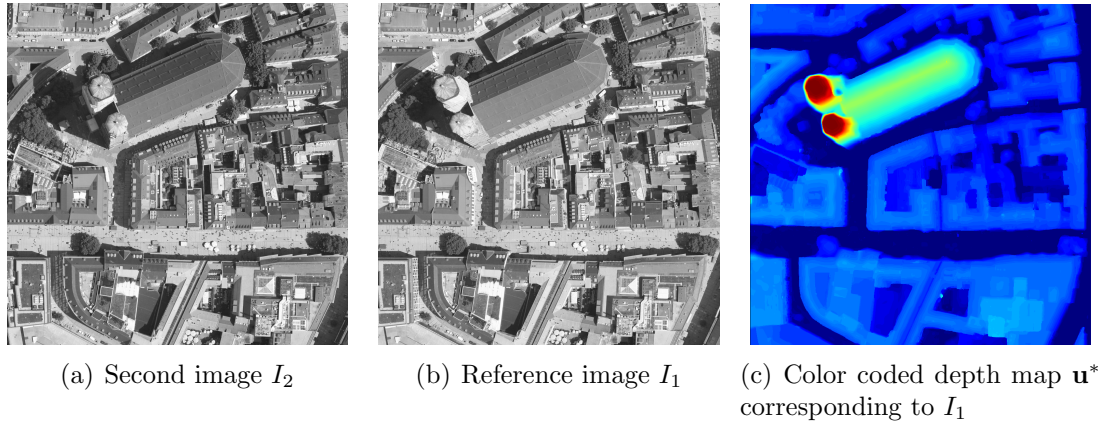 (a) Second image I₂
(b) Reference image I₁
(c) Color coded depth map u*
corresponding to I₁